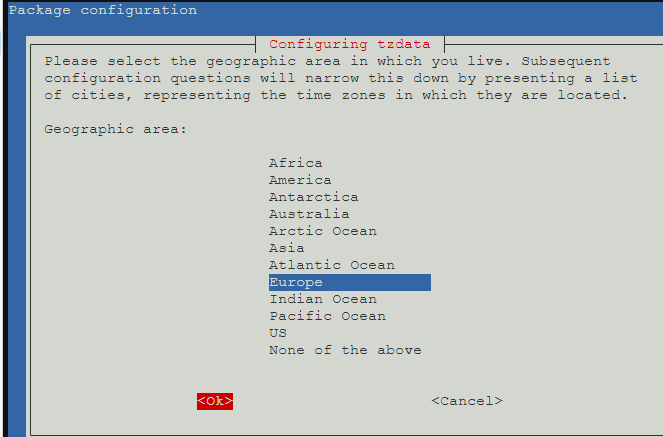 Package configuration
Configuring tzdata
Please select the geographic area in which you live. Subsequent
configuration questions will narrow this down by presenting a list
of cities, representing the time zones in which they are located.
Geographic area:
Africa
America
Antarctica
Australia
Arctic Ocean
Asia
Atlantic Ocean
Europe
Indian Ocean
Pacific Ocean
US
None of the above
<Ok> <Cancel>